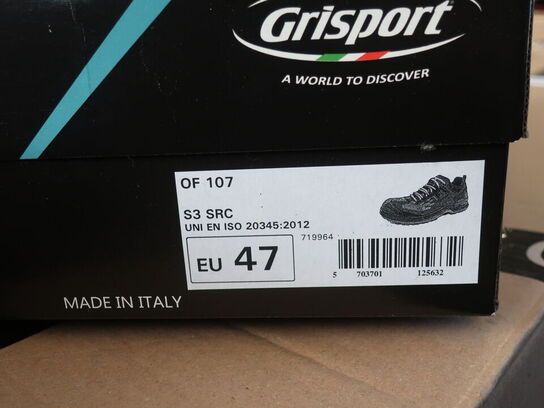 Grisport
A WORLD TO DISCOVER
OF 107
S3 SRC
UNI EN ISO 20345:2012
719964
EU 47
5 703701 125632
MADE IN ITALY